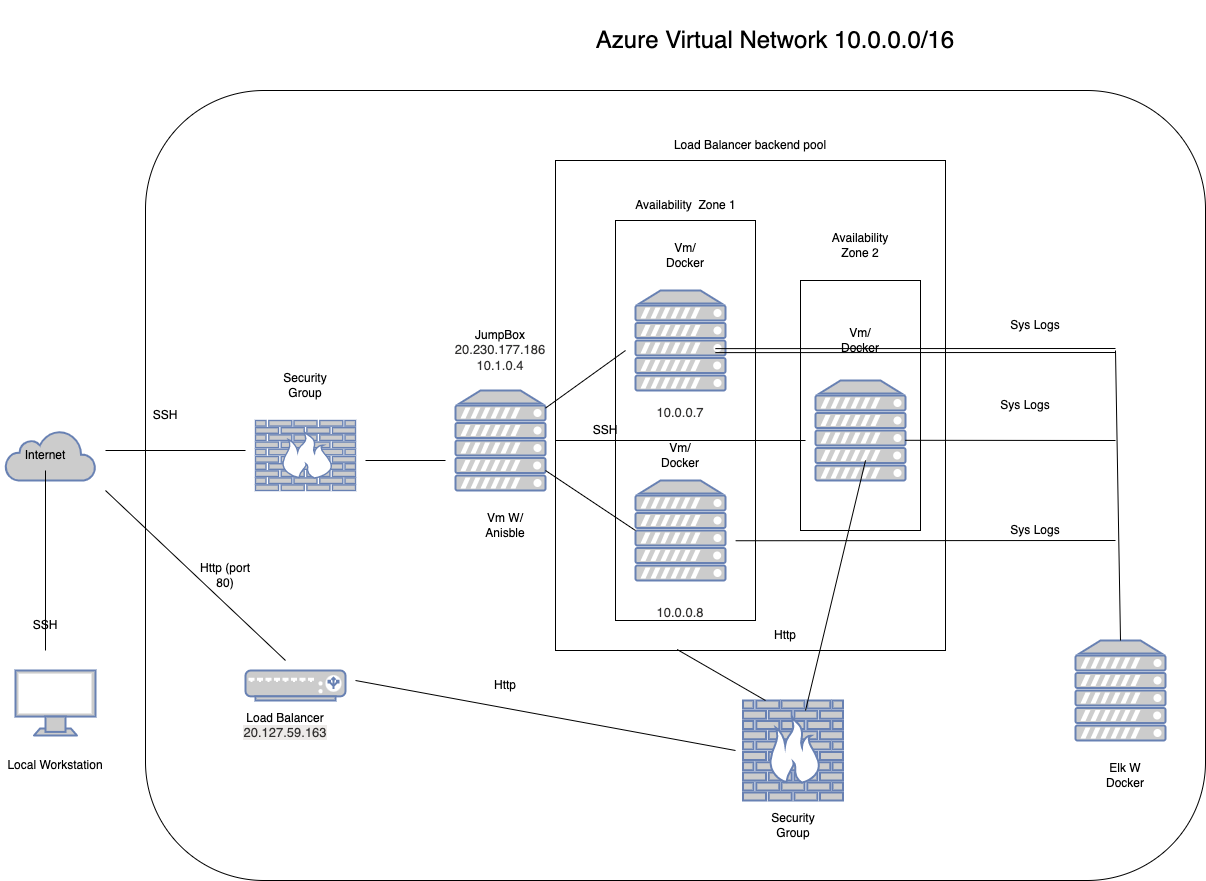 Azure Virtual Network 10.0.0.0/16
Load Balancer backend pool
Availability Zone 1
Availability
Zone 2
Vm/
Docker
Vm/
Docker
Sys Logs
JumpBox
20.230.177.186
10.1.0.4
Security
Group
SSH
10.0.0.7
Sys Logs
SSH
Vm/
Docker
Internet
Vm W/
Anisble
Sys Logs
Http (port
80)
10.0.0.8
SSH
Http
Http
Load Balancer
20.127.59.163
Local Workstation
Elk W
Docker
Security
Group